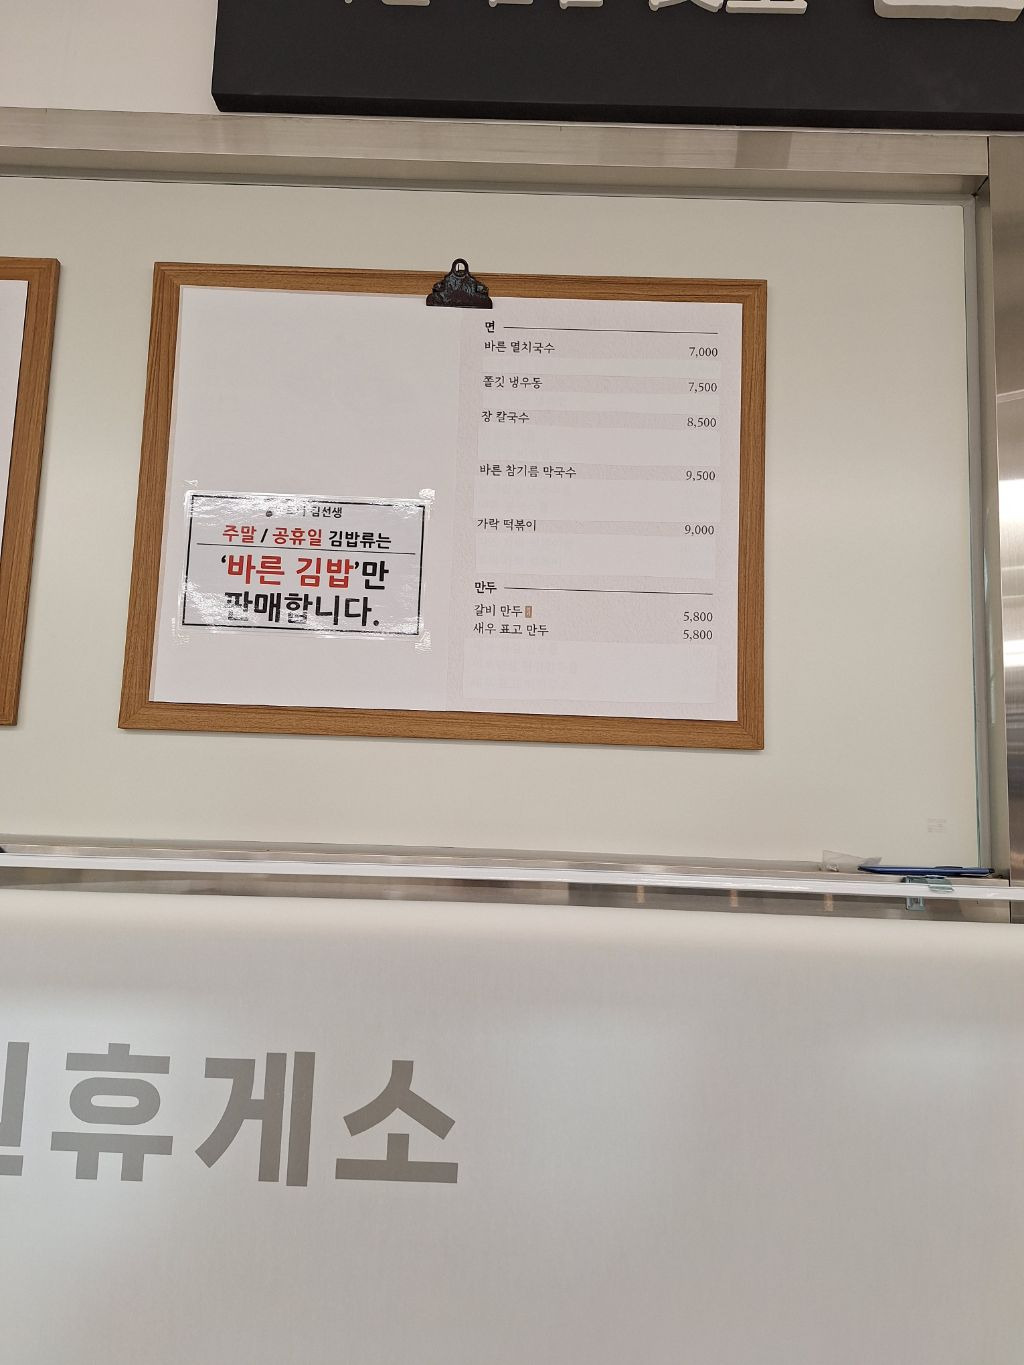 면
바른 멸치국수 7,000
쫄깃 냉우동 7,500
장 칼국수 8,500
바른 참기름 막국수 9,500
가락 떡볶이 9,000
만두
갈비 만두 5,800
새우 표고 만두 5,800
김선생
주말 / 공휴일 김밥류는
‘바른 김밥’만
판매합니다.
휴게소